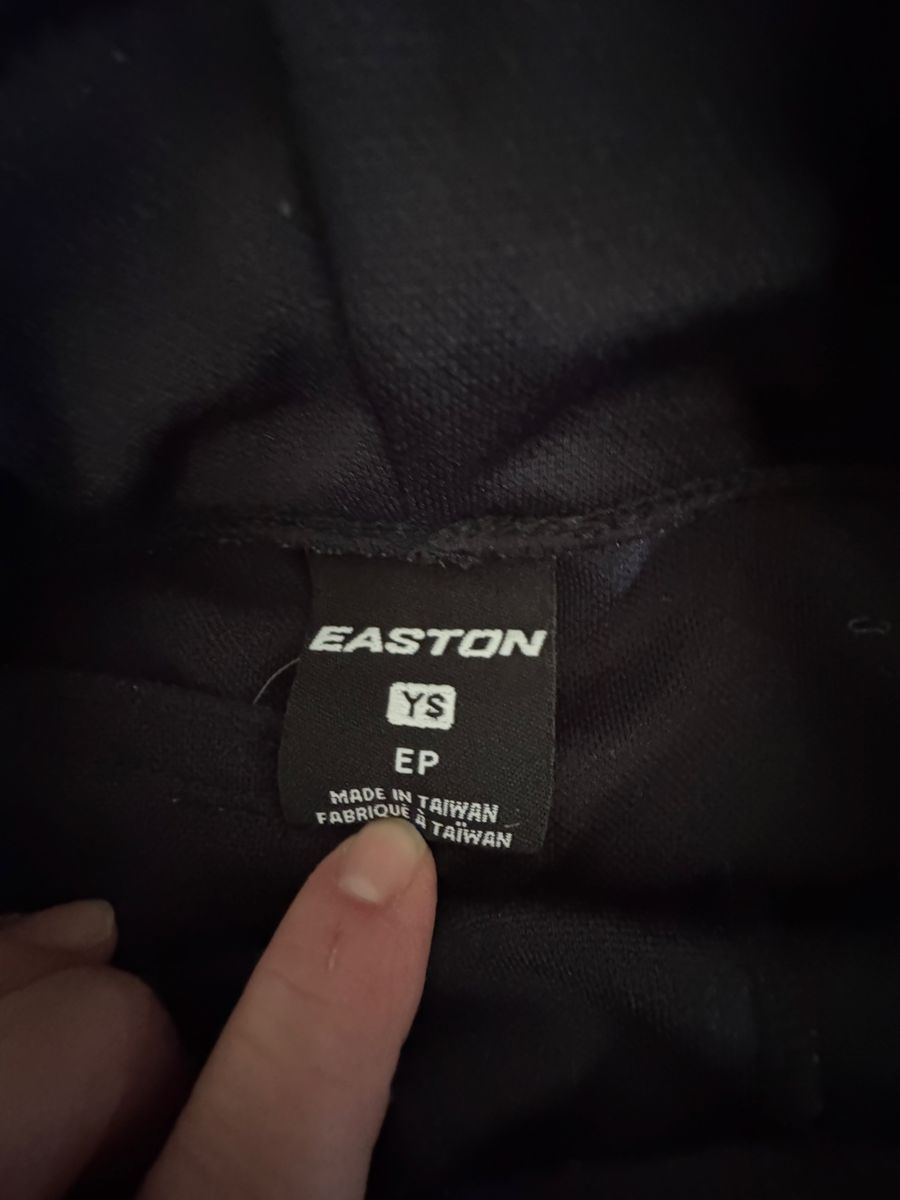 EASTON
YS
EP
MADE IN TAIWAN
FABRIQUÉ À TAÏWAN